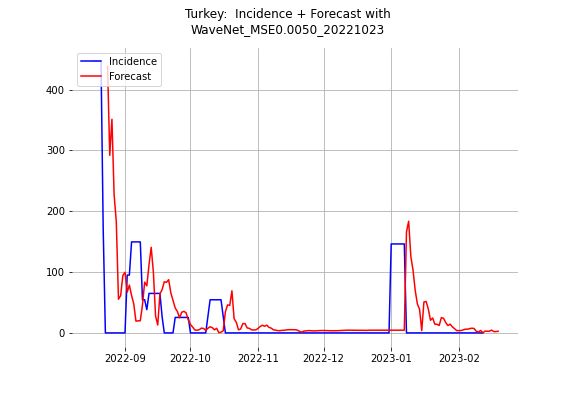 Turkey:  Incidence + Forecast with
WaveNet_MSE0.0050_20221023
Incidence
Forecast
400
300
200
100
0
2022-09 2022-10 2022-11 2022-12 2023-01 2023-02